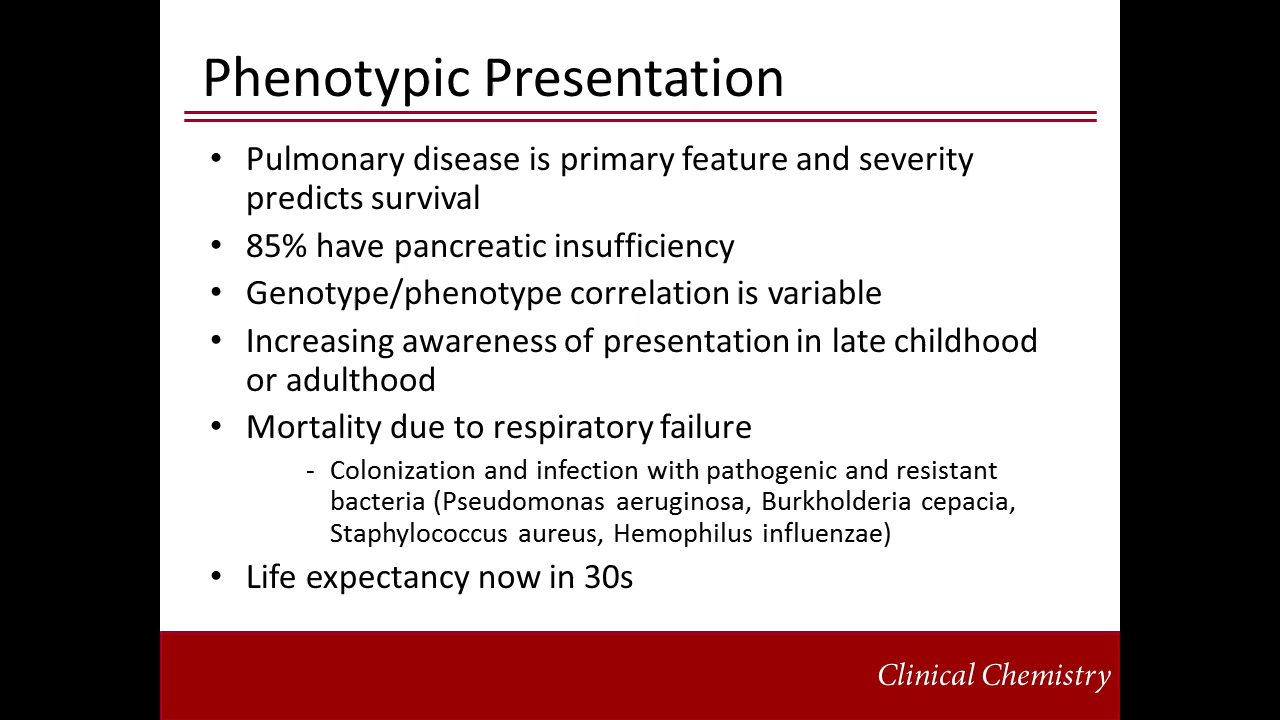 Phenotypic Presentation
• Pulmonary disease is primary feature and severity
predicts survival
• 85% have pancreatic insufficiency
• Genotype/phenotype correlation is variable
• Increasing awareness of presentation in late childhood
or adulthood
• Mortality due to respiratory failure
- Colonization and infection with pathogenic and resistant
bacteria (Pseudomonas aeruginosa, Burkholderia cepacia,
Staphylococcus aureus, Hemophilus influenzae)
• Life expectancy now in 30s
Clinical Chemistry